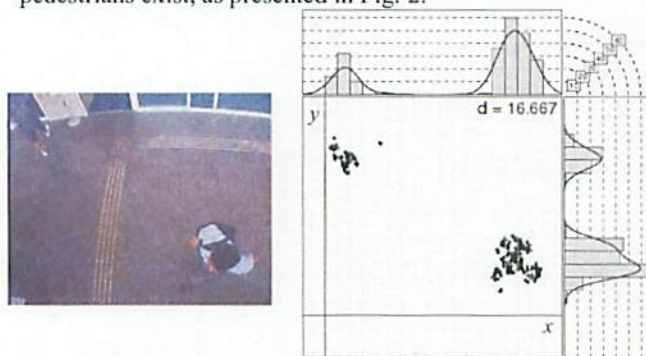 pedestrians exist, as presented in Fig. 2.
y
d = 16.667
x